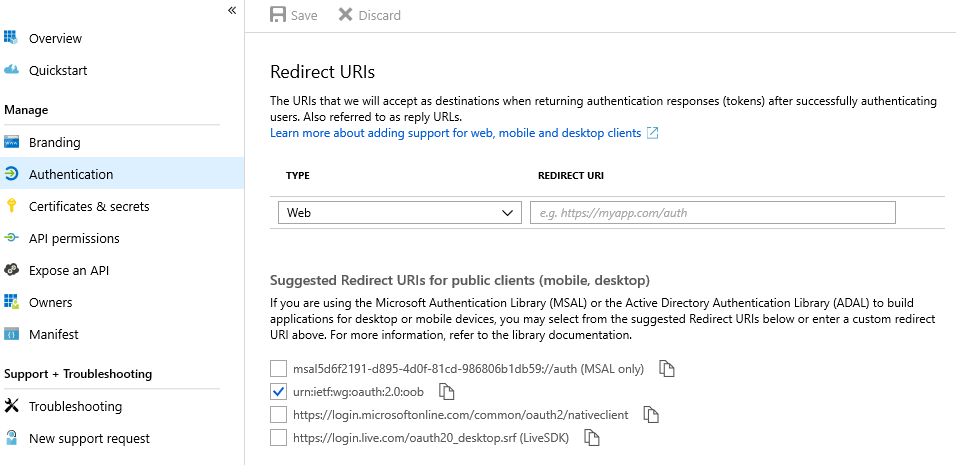 «
Save
Discard
Overview
Quickstart
Manage
Branding
Authentication
Certificates & secrets
API permissions
Expose an API
Owners
Manifest
Support + Troubleshooting
Troubleshooting
New support request
Redirect URIs
The URIs that we will accept as destinations when returning authentication responses (tokens) after successfully authenticating
users. Also referred to as reply URLs.
Learn more about adding support for web, mobile and desktop clients
TYPE
REDIRECT URI
Web
e.g. https://myapp.com/auth
Suggested Redirect URIs for public clients (mobile, desktop)
If you are using the Microsoft Authentication Library (MSAL) or the Active Directory Authentication Library (ADAL) to build
applications for desktop or mobile devices, you may select from the suggested Redirect URIs below or enter a custom redirect
URI above. For more information, refer to the library documentation.
msal5d6f2191-d895-4d0f-81cd-986806b1db59://auth (MSAL only)
urn:ietf:wg:oauth:2.0:oob
https://login.microsoftonline.com/common/oauth2/nativeclient
https://login.live.com/oauth20_desktop.srf (LiveSDK)